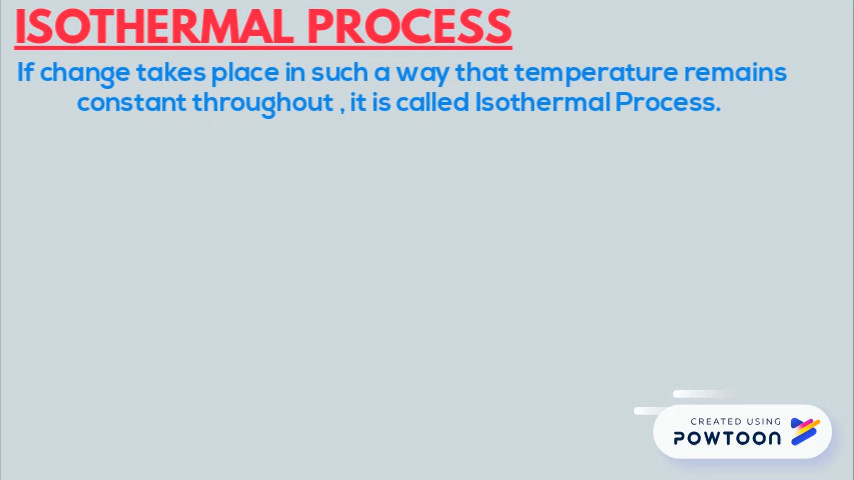 ISOTHERMAL PROCESS
If change takes place in such a way that temperature remains
constant throughout , it is called Isothermal Process.
CREATED USING
POWTOON